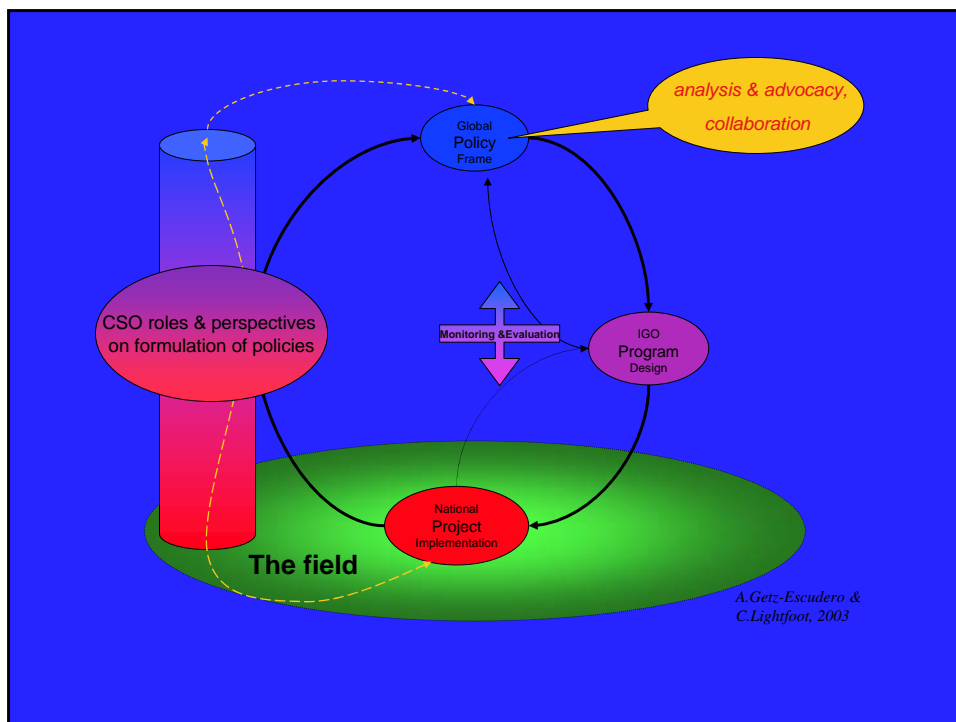 analysis & advocacy,
collaboration
Global
Policy
Frame
CSO roles & perspectives
on formulation of policies
Monitoring &Evaluation
IGO
Program
Design
National
Project
Implementation
The field
A.Getz-Escudero &
C.Lightfoot, 2003